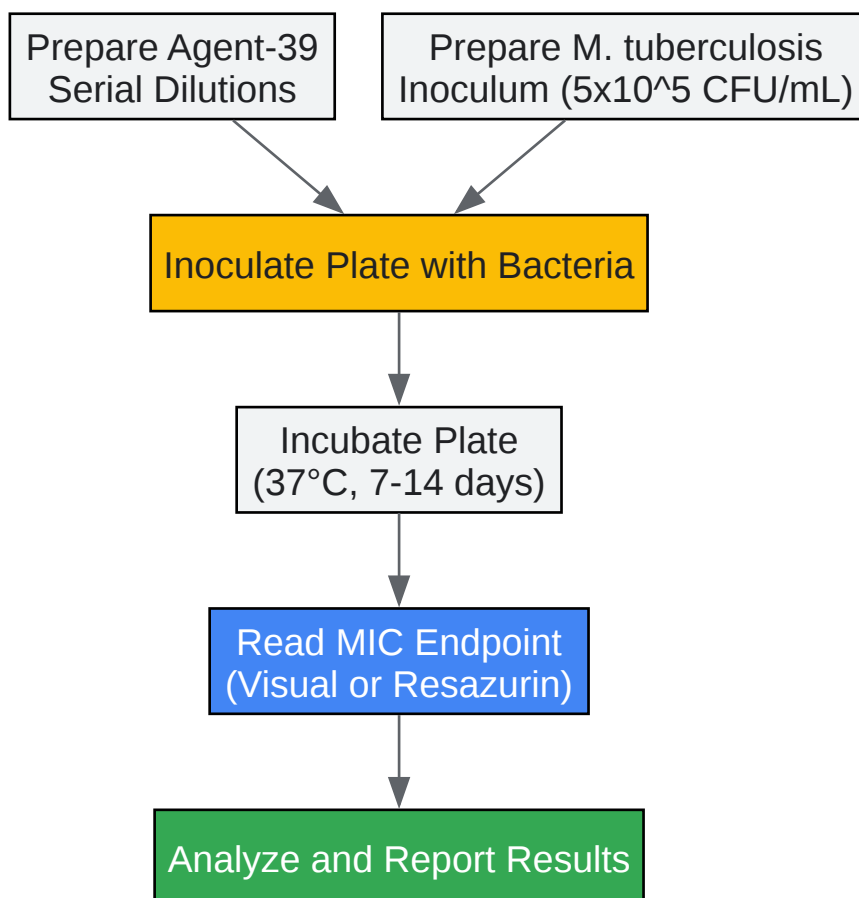 Prepare Agent-39
Serial Dilutions
Prepare M. tuberculosis
Inoculum (5x10^5 CFU/mL)
Inoculate Plate with Bacteria
Incubate Plate
(37°C, 7-14 days)
Read MIC Endpoint
(Visual or Resazurin)
Analyze and Report Results